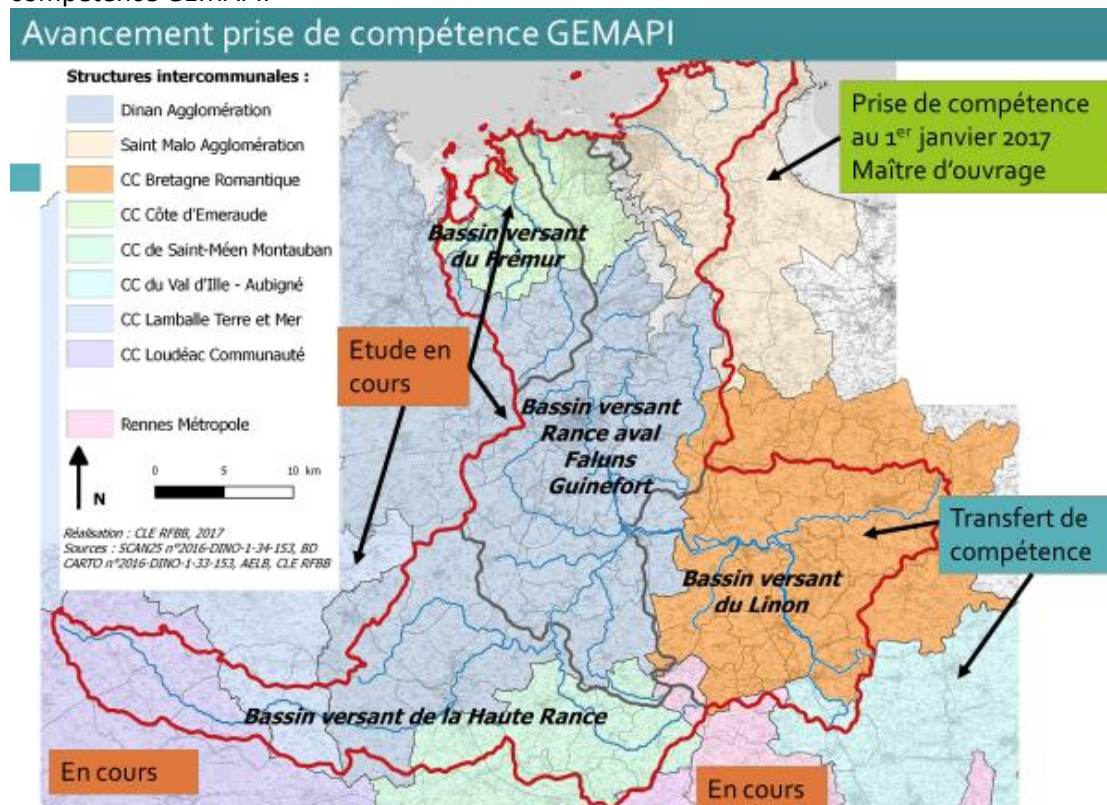 compétence GEMAPI
Avancement prise de compétence GEMAPI
Structures intercommunales :
Dinan Agglomération
Saint Malo Agglomération
CC Bretagne Romantique
CC Côte d'Emeraude
CC de Saint-Méen Montauban
CC du Val d'Ille - Aubigné
CC Lamballe Terre et Mer
CC Loudéac Communauté
Rennes Métropole
0 5 10 km
N
Réalisation : CLE RFBB, 2017
Sources : SCAN25 n°2016-DINO-1-34-153, BD
CARTO n°2016-DINO-1-33-153, AELB, CLE RFBB
Prise de compétence
au 1er janvier 2017
Maître d'ouvrage
Bassin versant
du Frémur
Etude en
cours
Bassin versant
Rance aval
Faluns
Guinefort
Transfert de
compétence
Bassin versant
du Linon
Bassin versant de la Haute Rance
En cours
En cours